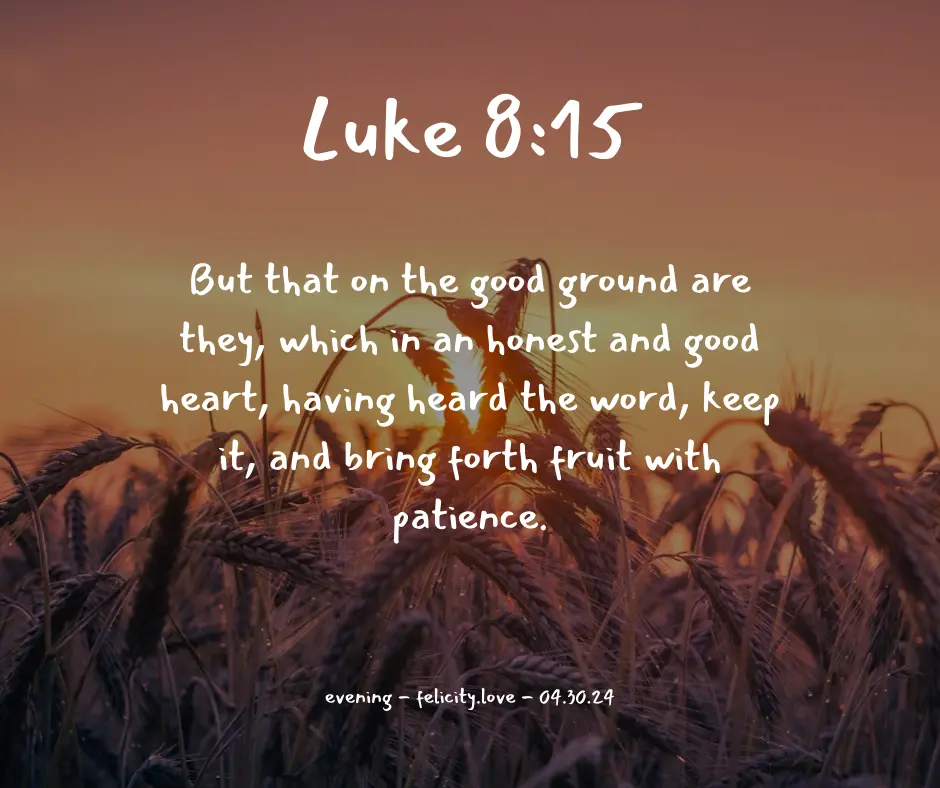 Luke 8:15
But that on the good ground are
they, which in an honest and good
heart, having heard the word, keep
it, and bring forth fruit with
patience.
evening - felicity.love - 04.30.24